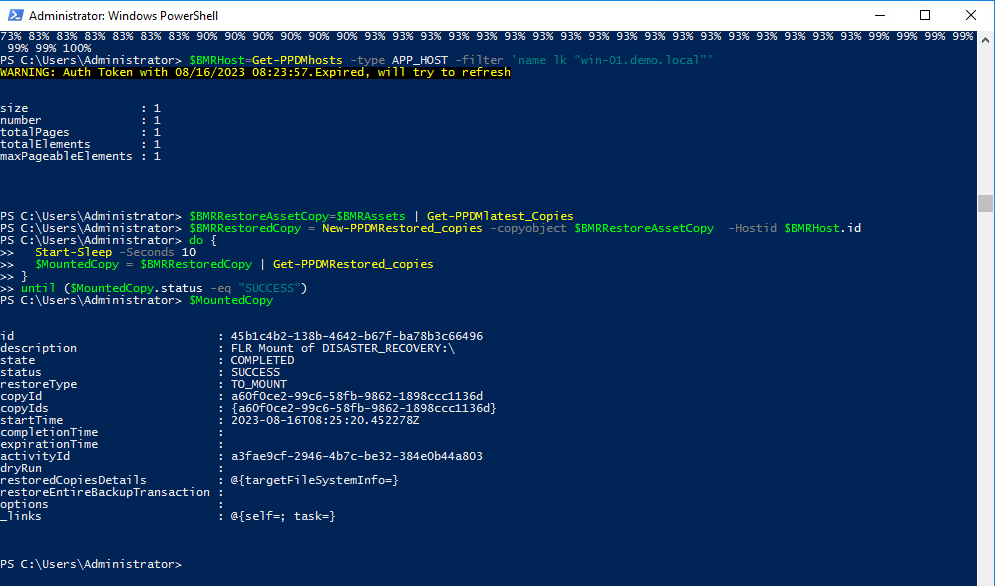 Administrator: Windows PowerShell
73% 83% 83% 83% 83% 83% 83% 90% 90% 90% 90% 90% 90% 93% 93% 93% 93% 93% 93% 93% 93% 93% 93% 93% 93% 93% 93% 93% 93% 93% 93% 99% 99% 99% 99%
99% 99% 100%
PS C:\Users\Administrator> $BMRHost=Get-PPDMhosts -type APP_HOST -filter 'name lk "win-01.demo.local"'
WARNING: Auth Token with 08/16/2023 08:23:57.Expired, will try to refresh
size : 1
number : 1
totalPages : 1
totalElements : 1
maxPageableElements : 1
PS C:\Users\Administrator> $BMRRestoreAssetCopy=$BMRAssets | Get-PPDMlatest_Copies
PS C:\Users\Administrator> $BMRRestoredCopy = New-PPDMRestored_copies -copyobject $BMRRestoreAssetCopy -Hostid $BMRHost.id
PS C:\Users\Administrator> do {
>> Start-Sleep -Seconds 10
>> $MountedCopy = $BMRRestoredCopy | Get-PPDMRestored_copies
>> }
>> until ($MountedCopy.status -eq "SUCCESS")
PS C:\Users\Administrator> $MountedCopy
id : 45b1c4b2-138b-4642-b67f-ba78b3c66496
description : FLR Mount of DISASTER_RECOVERY:\
state : COMPLETED
status : SUCCESS
restoreType : TO_MOUNT
copyId : a60f0ce2-99c6-58fb-9862-1898ccc1136d
copyIds : {a60f0ce2-99c6-58fb-9862-1898ccc1136d}
startTime : 2023-08-16T08:25:20.452278Z
completionTime :
expirationTime :
activityId : a3fae9cf-2946-4b7c-be32-384e0b44a803
dryRun :
restoredCopiesDetails : @{targetFileSystemInfo=}
restoreEntireBackupTransaction :
options :
_links : @{self=; task=}
PS C:\Users\Administrator>